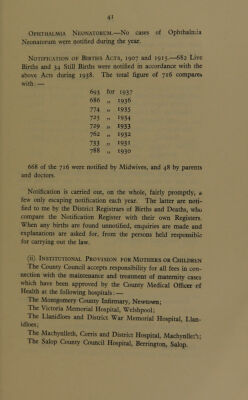 43
OPHTHALMIA NEONATORUM.—No cases of Ophthalmia
Neonatorum were notified during the year.
NOTIFICATION OF BIRTHS ACTS, 1907 and 1915.—682 Live
Births and 34 Still Births were notified in accordance with the
above Acts during 1938. The total figure of 716 compares
with:—
693 for 1937
686 „ 1936
774 „ 1935
725 „ 1934
729 „ 1933
762 „ 1932
733 „ 1931
788 „ 1930
668 of the 716 were notified by Midwives, and 48 by parents
and doctors.
Notification is carried out, on the whole, fairly promptly, a
few only escaping notification each year. The latter are noti-
fied to me by the District Registrars of Births and Deaths, who
compare the Notification Register with their own Registers.
When any births are found unnotified, enquiries are made and
explanations are asked for, from the persons held responsible
for carrying out the law.
(ii) INSTITUTIONAL PROVISION FOR MOTHERS OR CHILDREN
The County Council accepts responsibility for all fees in con-
nection with the maintenance and treatment of maternity cases
which have been approved by the County Medical Officer of
Health at the following hospitals:—
The Montgomery County Infirmary, Newtown;
The Victoria Memorial Hospital, Welshpool;
The Llanidloes and District War Memorial Hospital, Llan-
idloes;
The Machynlleth, Corris and District Hospital, Machynlleth;
The Salop County Council Hospital, Berrington, Salop.